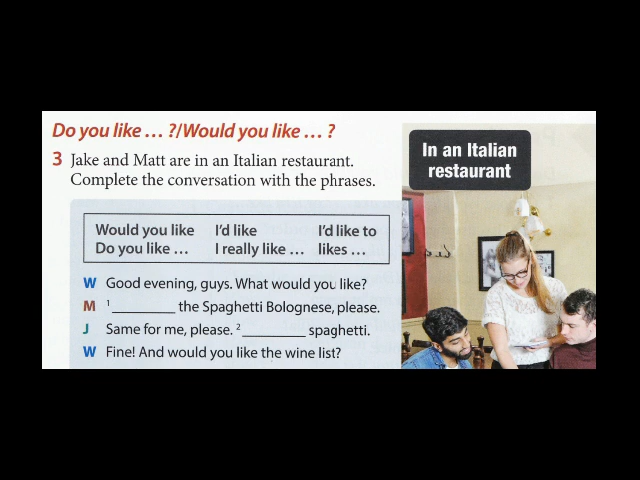 Do you like … ?/Would you like … ?
3 Jake and Matt are in an Italian restaurant.
Complete the conversation with the phrases.
Would you like I'd like I'd like to
Do you like … I really like … likes …
W Good evening, guys. What would you like?
M 1 ________ the Spaghetti Bolognese, please.
J Same for me, please. 2 ________ spaghetti.
W Fine! And would you like the wine list?
In an Italian
restaurant